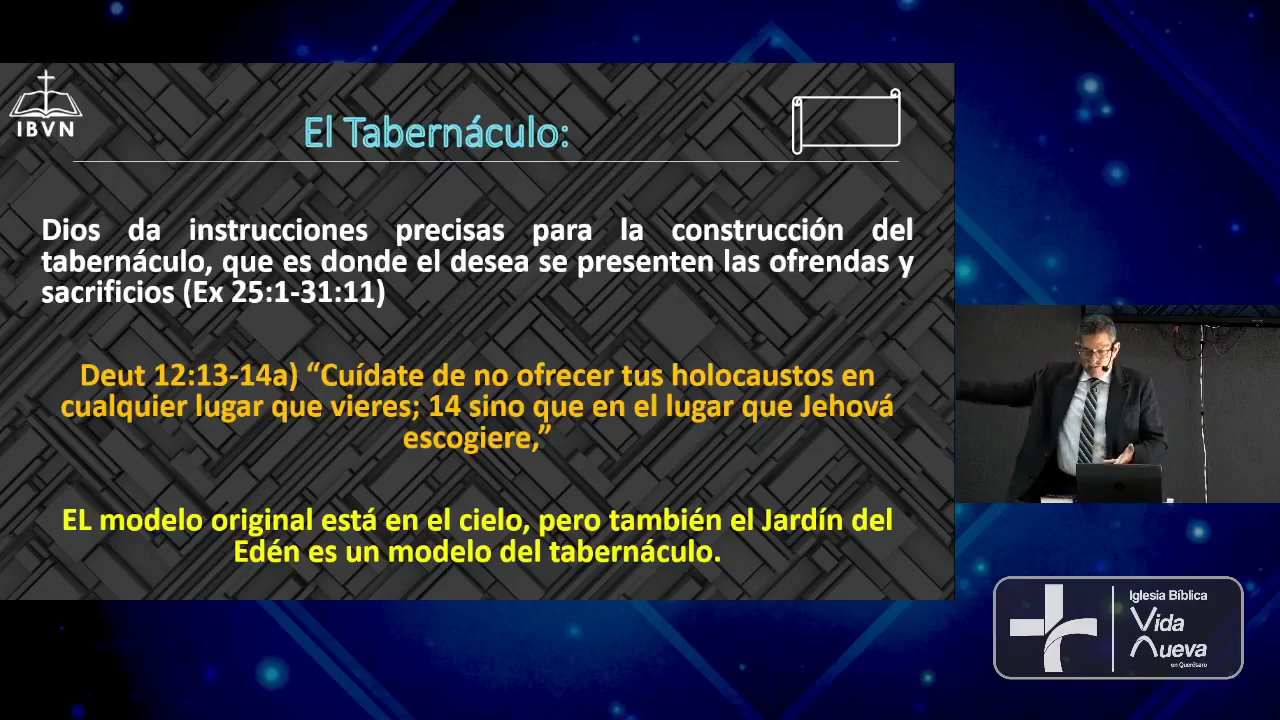 IBVN
El Tabernáculo:
Dios da instrucciones precisas para la construcción del
tabernáculo, que es donde el desea se presenten las ofrendas y
sacrificios (Ex 25:1-31:11)
Deut 12:13-14a) “Cuídate de no ofrecer tus holocaustos en
cualquier lugar que vieres; 14 sino que en el lugar que Jehová
escogiere,”
EL modelo original está en el cielo, pero también el Jardín del
Edén es un modelo del tabernáculo.
Iglesia Bíblica
Vida
Nueva
en Querétaro